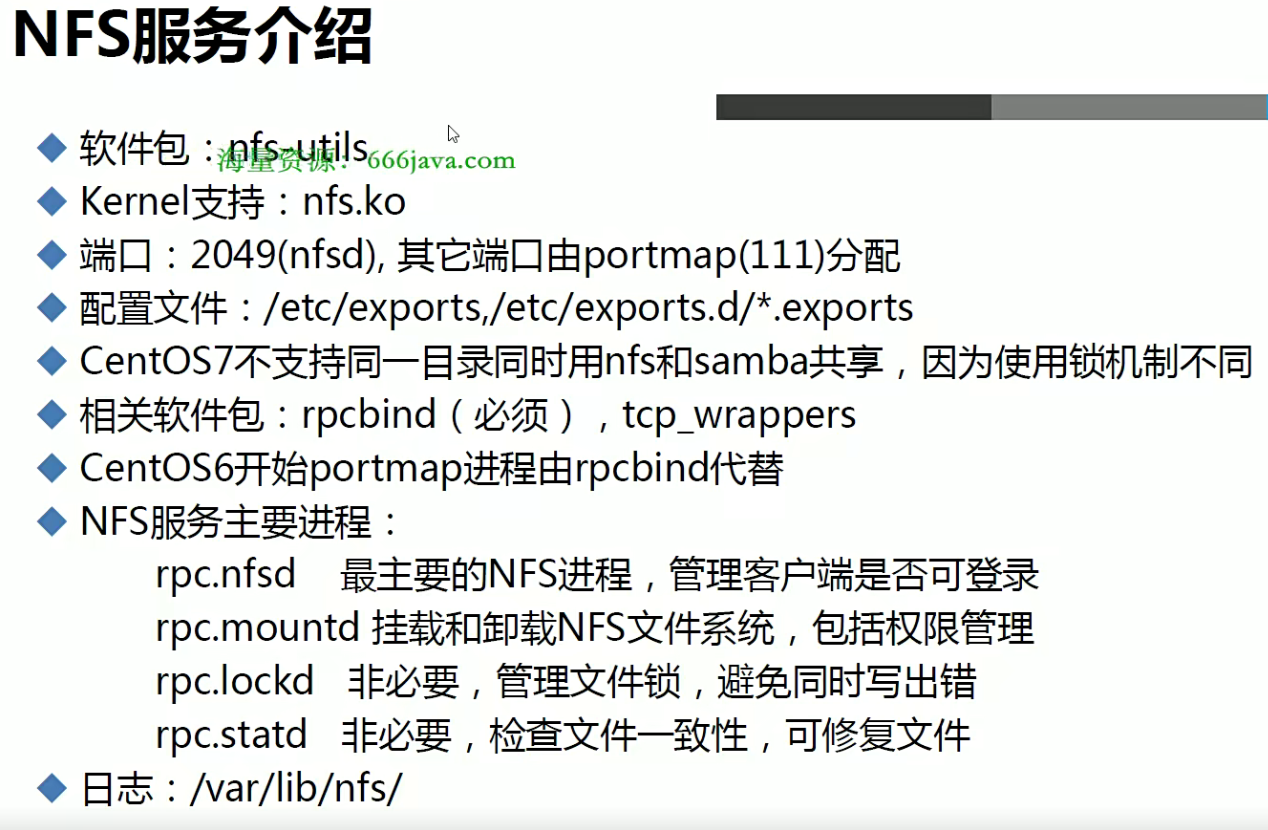 NFS服务介绍
软件包：nfs-utils
海量资源：666java.com
Kernel支持：nfs.ko
端口：2049(nfsd), 其它端口由portmap(111)分配
配置文件：/etc/exports,/etc/exports.d/*.exports
CentOS7不支持同一目录同时用nfs和samba共享，因为使用锁机制不同
相关软件包：rpcbind（必须），tcp_wrappers
CentOS6开始portmap进程由rpcbind代替
NFS服务主要进程：
rpc.nfsd 最主要的NFS进程，管理客户端是否可登录
rpc.mountd 挂载和卸载NFS文件系统，包括权限管理
rpc.lockd 非必要，管理文件锁，避免同时写出错
rpc.statd 非必要，检查文件一致性，可修复文件
日志：/var/lib/nfs/